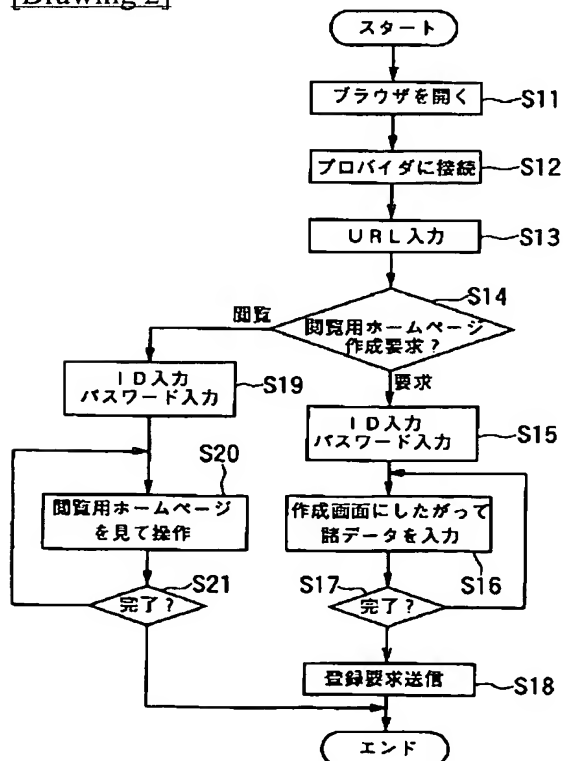 [Drawing 2]
スタート
ブラウザを開く
S11
プロバイダに接続
S12
URL入力
S13
S14
閲覧用ホームページ
作成要求?
閲覧
要求
ID入力
パスワード入力
S19
ID入力
パスワード入力
S15
S20
閲覧用ホームページ
を見て操作
作成画面にしたがって
諸データを入力
S16
S21
完了?
S17
完了?
登録要求送信
S18
エンド